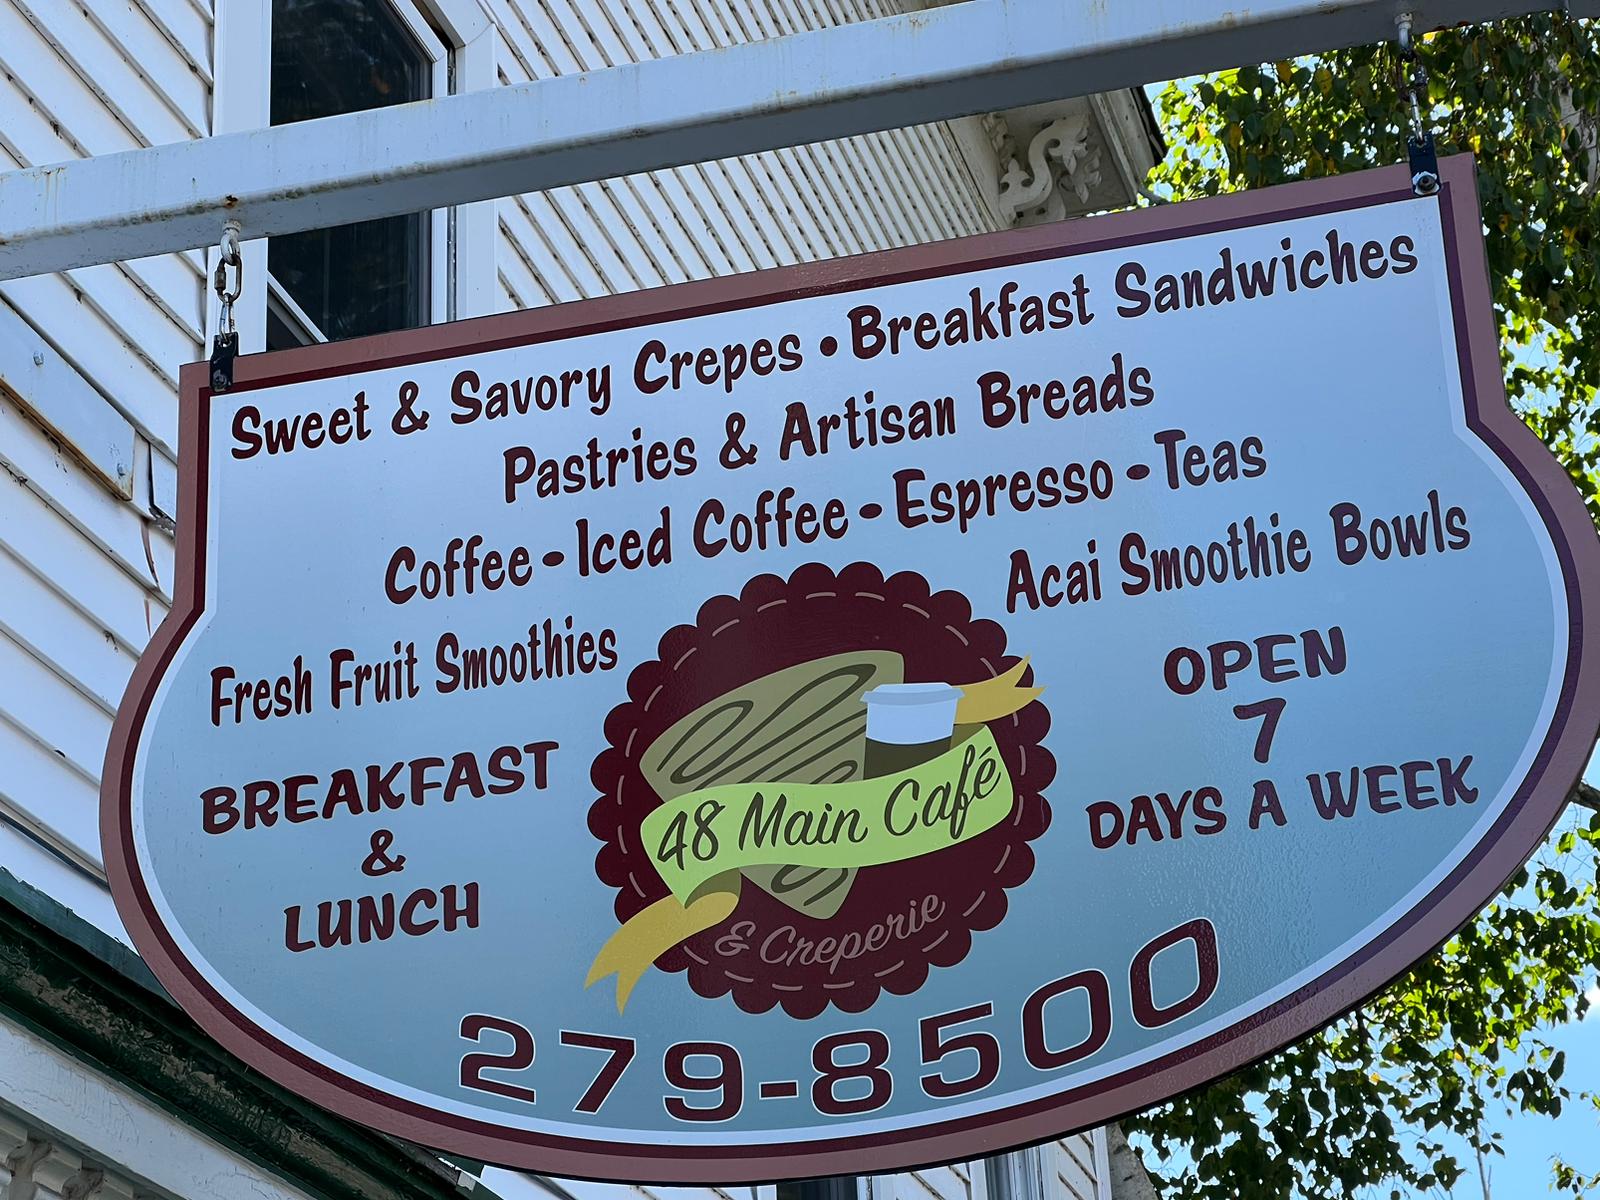 Sweet & Savory Crepes • Breakfast Sandwiches
Pastries & Artisan Breads
Coffee - Iced Coffee - Espresso - Teas
Fresh Fruit Smoothies
Acai Smoothie Bowls
BREAKFAST
&
LUNCH
48 Main Café
& Creperie
OPEN
7
DAYS A WEEK
279-8500